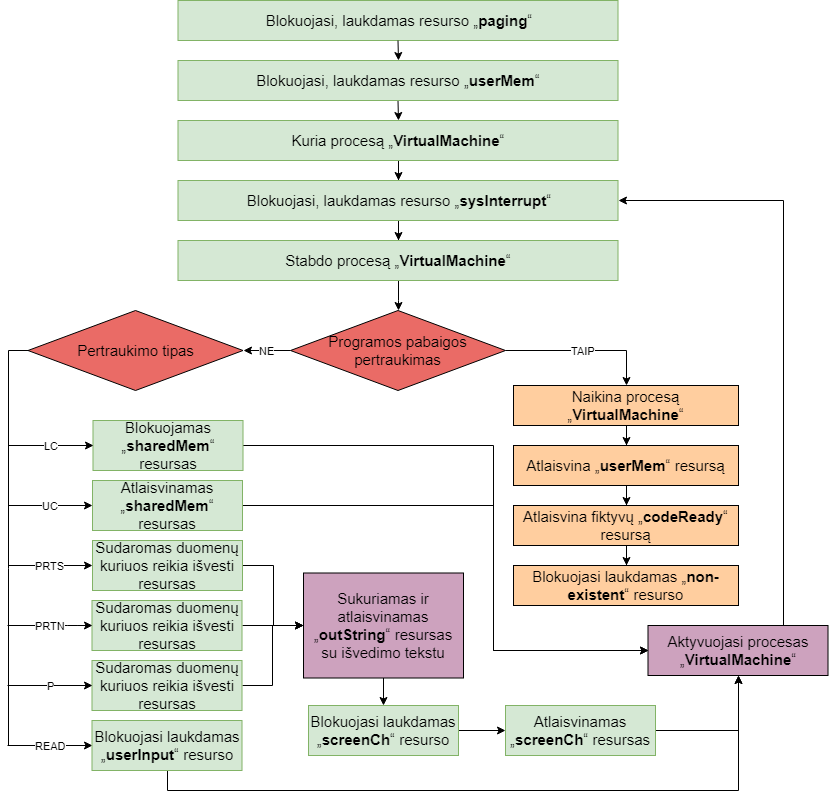 Blokuojasi, laukdamas resurso „paging“
Blokuojasi, laukdamas resurso „userMem“
Kuria procesą „VirtualMachine“
Blokuojasi, laukdamas resurso „sysInterrupt“
Stabdo procesą „VirtualMachine“
Pertraukimo tipas
NE
Programos pabaigos
pertraukimas
TAIP
Naikina procesą
„VirtualMachine“
Atlaisvina „userMem“ resursą
Atlaisvina fiktyvų „codeReady“
resursą
Blokuojasi laukdamas „non-
existent“ resurso
LC
Blokuojamas
„sharedMem“
resursas
UC
Atlaisvinamas
„sharedMem“
resursas
PRTS
Sudaromas duomenų
kuriuos reikia išvesti
resursas
PRTN
Sudaromas duomenų
kuriuos reikia išvesti
resursas
P
Sudaromas duomenų
kuriuos reikia išvesti
resursas
READ
Blokuojasi laukdamas
„userInput“ resurso
Sukuriamas ir
atlaisvinamas
„outString“ resursas
su išvedimo tekstu
Blokuojasi laukdamas
„screenCh“ resurso
Atlaisvinamas
„screenCh“ resursas
Aktyvuojasi procesas
„VirtualMachine“